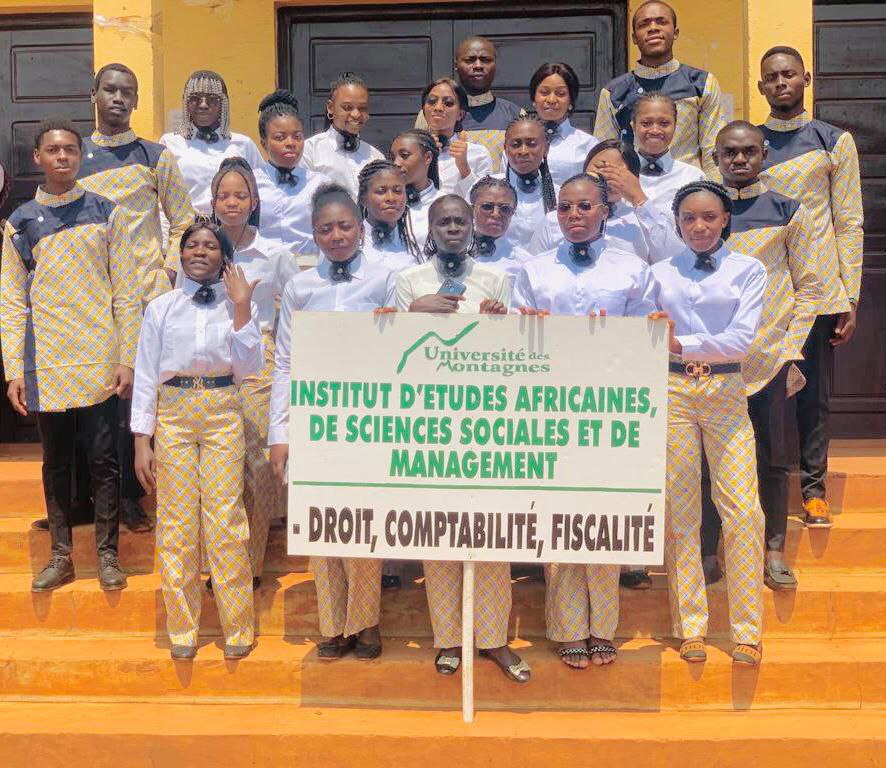 Université des
Montagnes
INSTITUT D'ETUDES AFRICAINES,
DE SCIENCES SOCIALES ET DE
MANAGEMENT
- DROIT, COMPTABILITÉ, FISCALITÉ